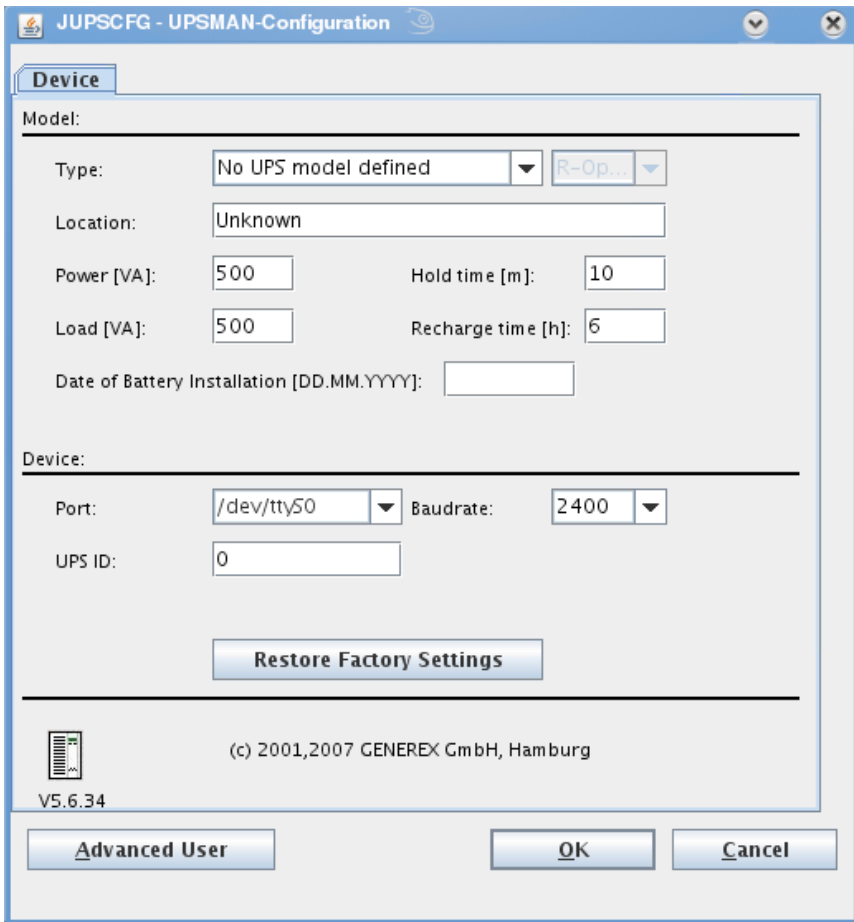 JUPSCFG - UPSMAN-Configuration
Device
Model:
Type: No UPS model defined R-Op...
Location: Unknown
Power [VA]: 500 Hold time [m]: 10
Load [VA]: 500 Recharge time [h]: 6
Date of Battery Installation [DD.MM.YYYY]:
Device:
Port: /dev/ttyS0 Baudrate: 2400
UPS ID: 0
Restore Factory Settings
(c) 2001,2007 GENEREX GmbH, Hamburg
V5.6.34
Advanced User OK Cancel